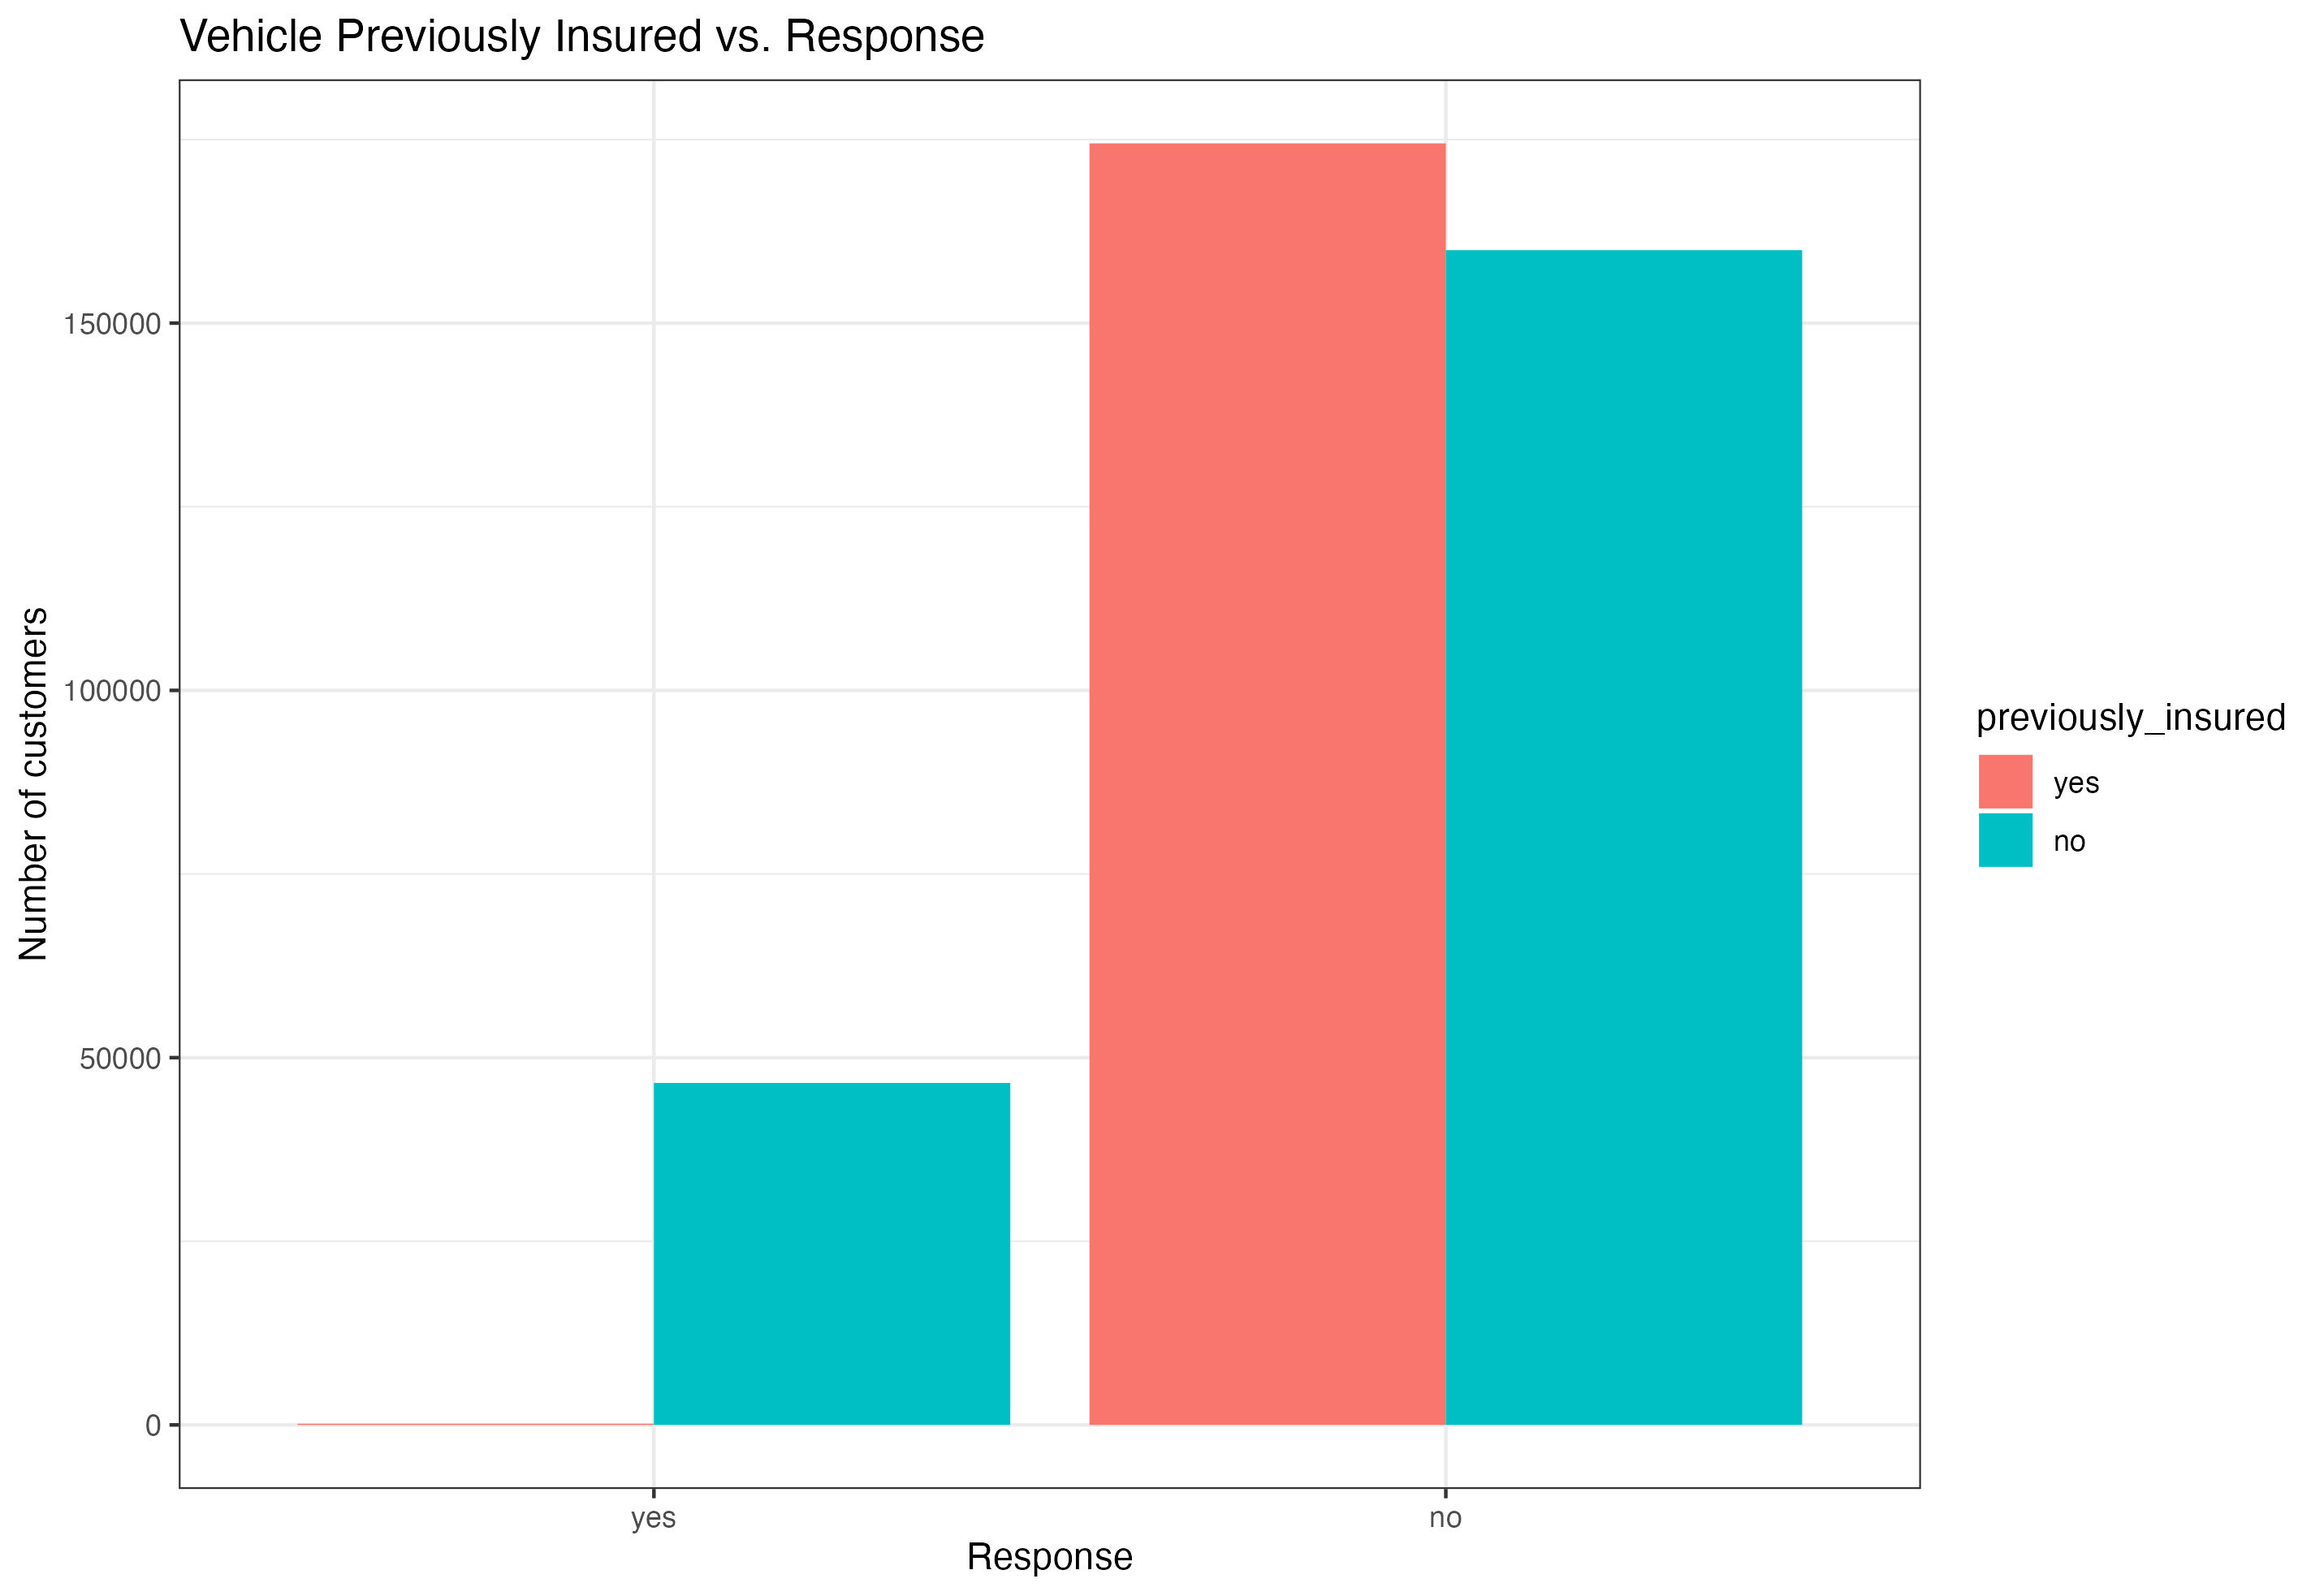 Vehicle Previously Insured vs. Response
Number of customers
150000
100000
50000
0
yes
no
Response
previously_insured
yes
no